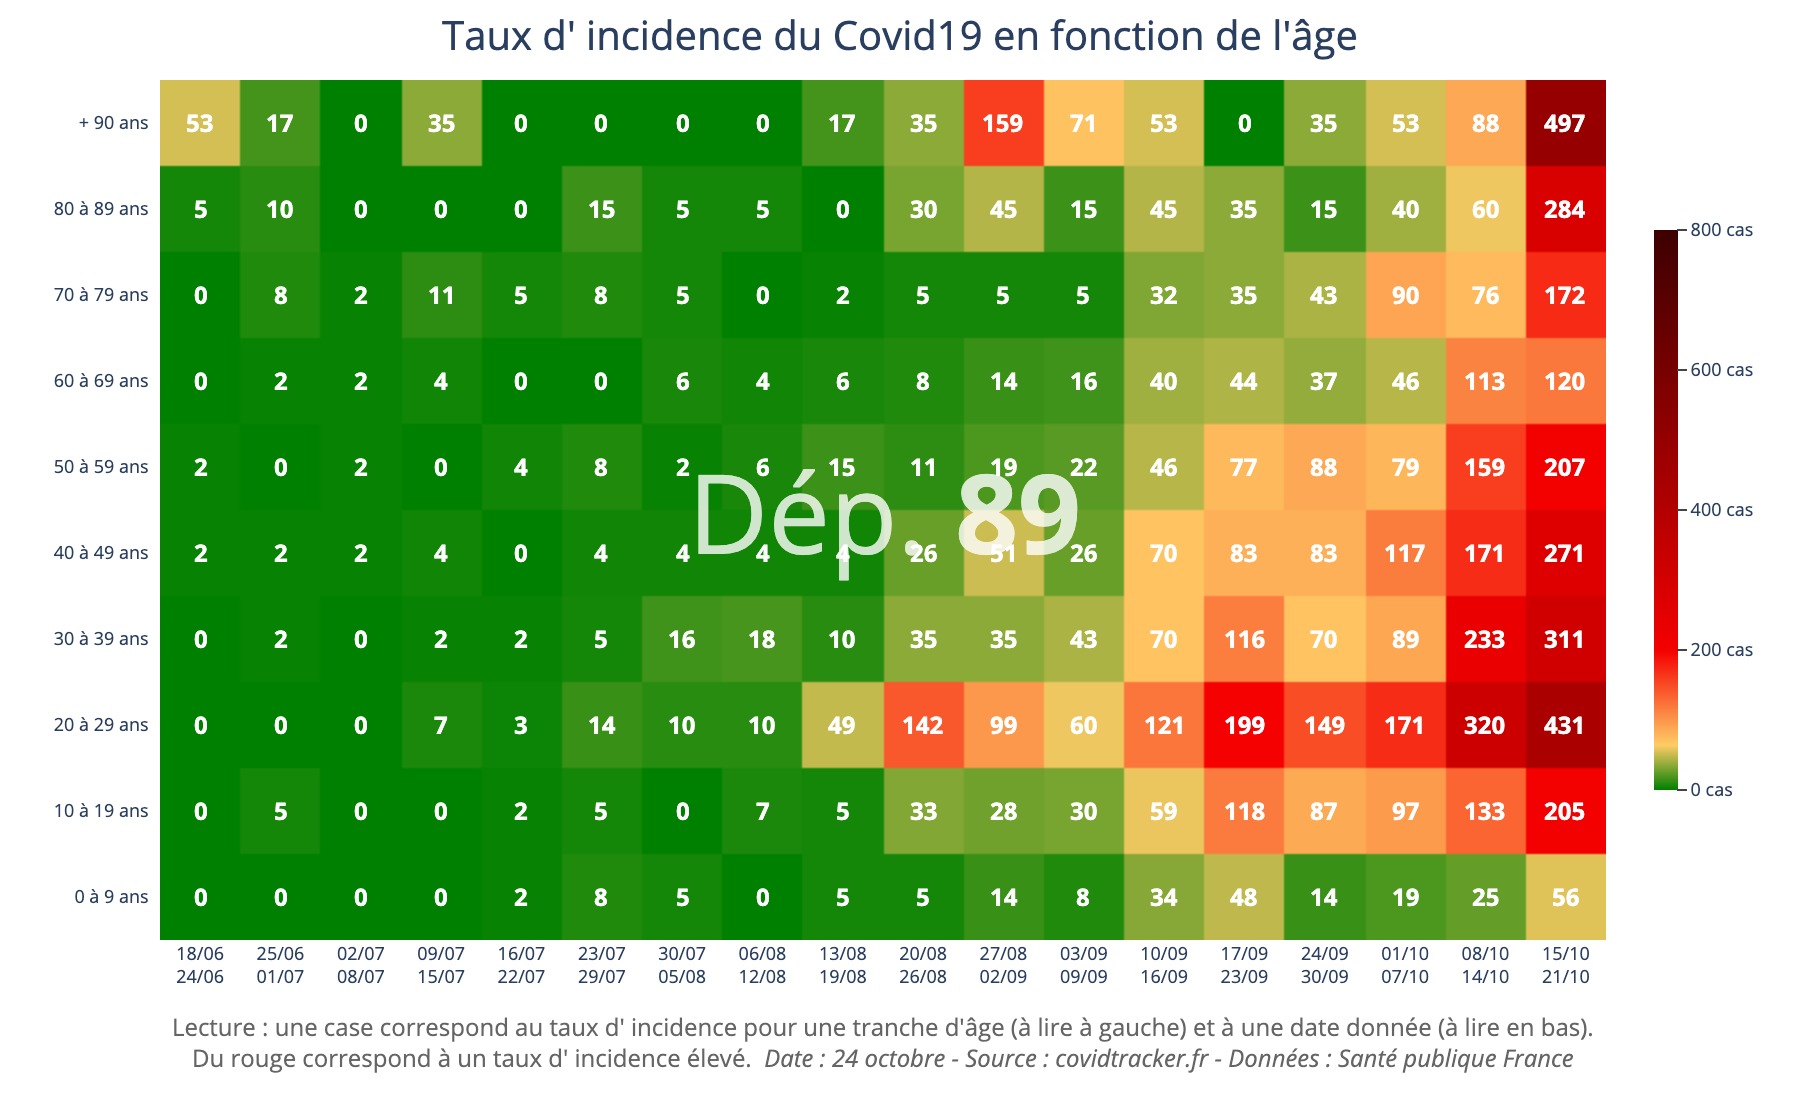 Taux d' incidence du Covid19 en fonction de l'âge
+ 90 ans 53 17 0 35 0 0 0 0 17 35 159 71 53 0 35 53 88 497
80 à 89 ans 5 10 0 0 0 15 5 5 0 30 45 15 45 35 15 40 60 284
70 à 79 ans 0 8 2 11 5 8 5 0 2 5 5 5 32 35 43 90 76 172
60 à 69 ans 0 2 2 4 0 0 6 4 6 8 14 16 40 44 37 46 113 120
50 à 59 ans 2 0 2 0 4 8 2 6 15 11 19 22 46 77 88 79 159 207
Dép. 89
40 à 49 ans 2 2 2 4 0 4 4 4 4 26 51 26 70 83 83 117 171 271
30 à 39 ans 0 2 0 2 2 5 16 18 10 35 35 43 70 116 70 89 233 311
20 à 29 ans 0 0 0 7 3 14 10 10 49 142 99 60 121 199 149 171 320 431
10 à 19 ans 0 5 0 0 2 5 0 7 5 33 28 30 59 118 87 97 133 205
0 à 9 ans 0 0 0 0 2 8 5 0 5 5 14 8 34 48 14 19 25 56
18/06 25/06 02/07 09/07 16/07 23/07 30/07 06/08 13/08 20/08 27/08 03/09 10/09 17/09 24/09 01/10 08/10 15/10
24/06 01/07 08/07 15/07 22/07 29/07 05/08 12/08 19/08 26/08 02/09 09/09 16/09 23/09 30/09 07/10 14/10 21/10
800 cas
600 cas
400 cas
200 cas
0 cas
Lecture : une case correspond au taux d' incidence pour une tranche d'âge (à lire à gauche) et à une date donnée (à lire en bas).
Du rouge correspond à un taux d' incidence élevé. Date : 24 octobre - Source : covidtracker.fr - Données : Santé publique France